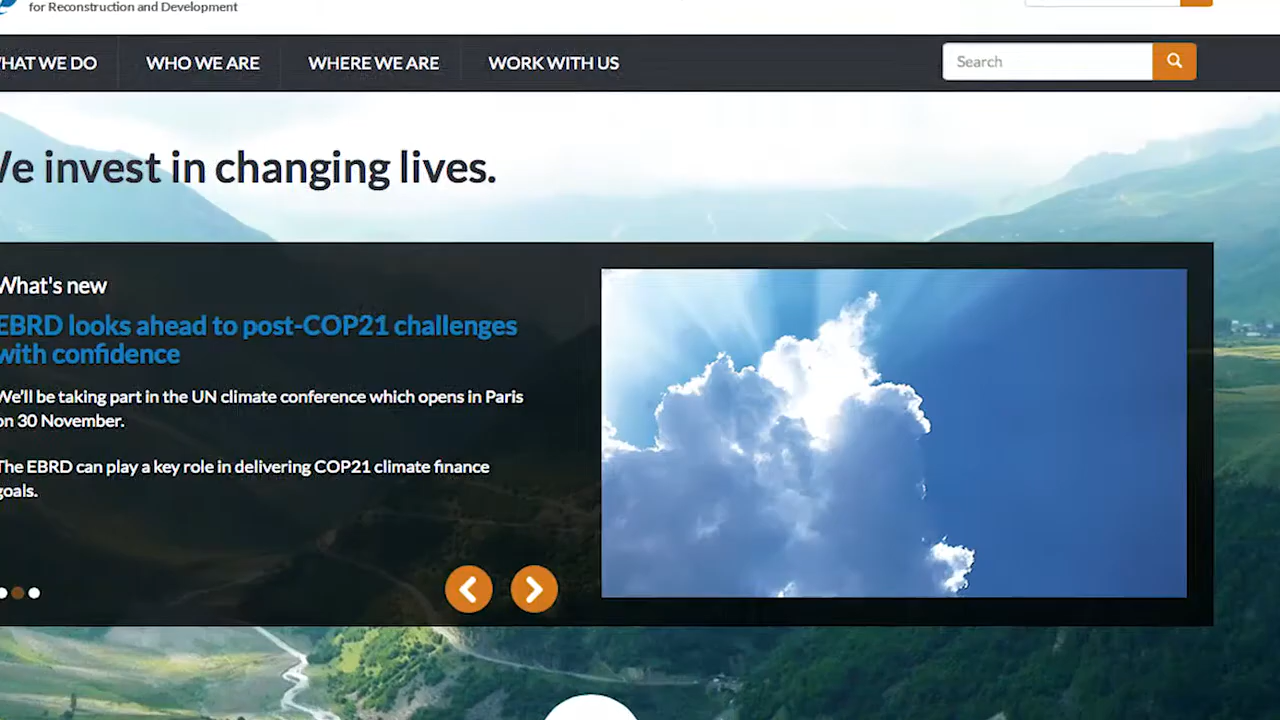 for Reconstruction and Development
WHAT WE DO
WHO WE ARE
WHERE WE ARE
WORK WITH US
Search
We invest in changing lives.
What's new
EBRD looks ahead to post-COP21 challenges
with confidence
We'll be taking part in the UN climate conference which opens in Paris
on 30 November.
The EBRD can play a key role in delivering COP21 climate finance
goals.